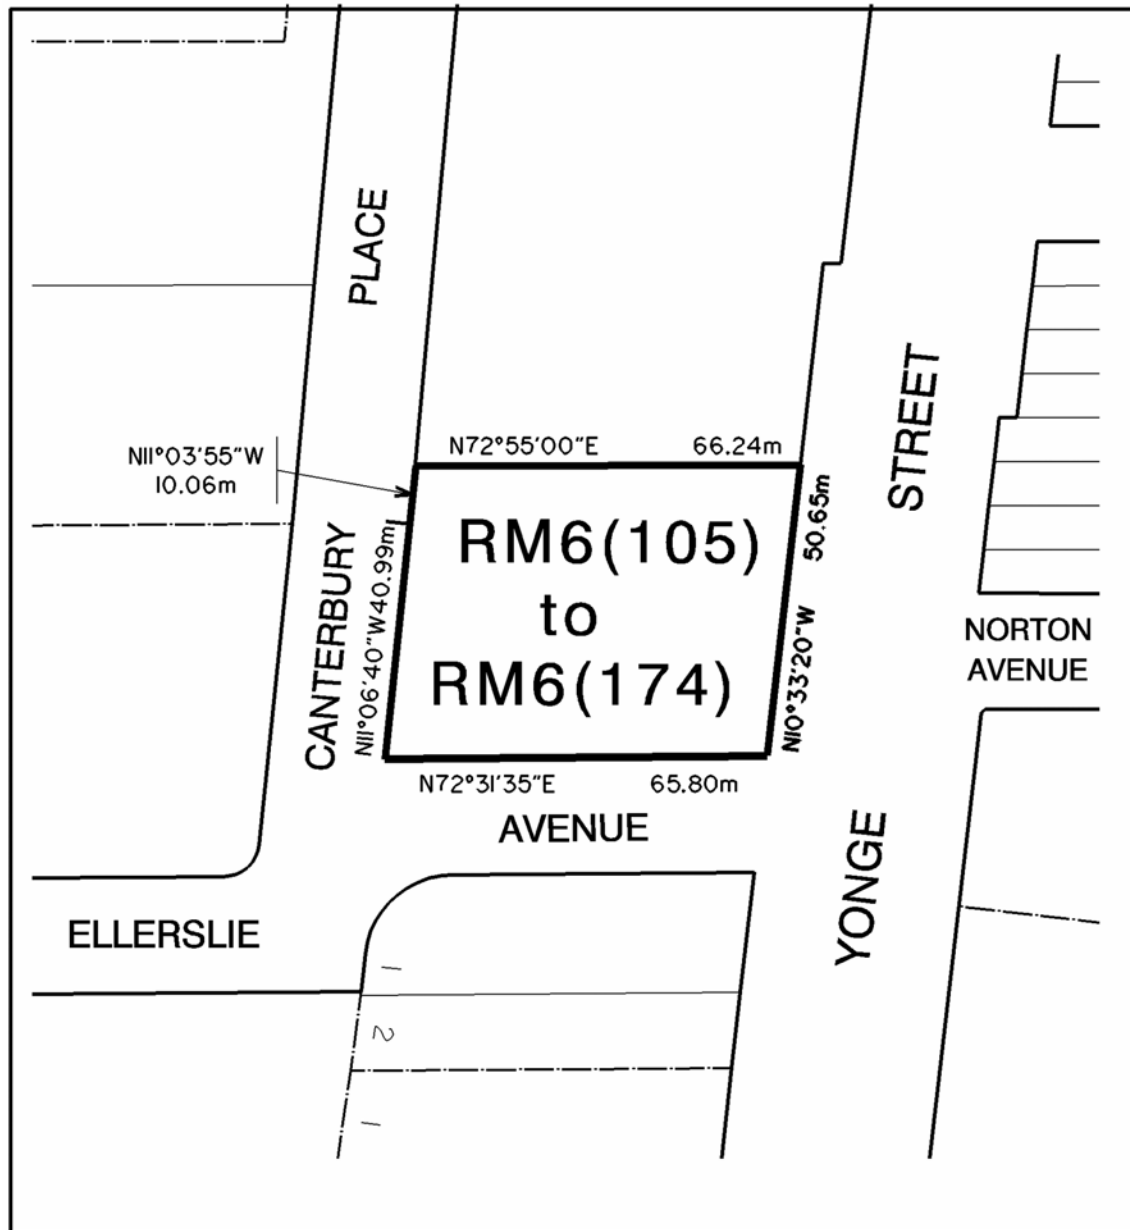 PLACE
STREET
N11°03'55"W
10.06m
N72°55'00"E 66.24m
50.65m
N10°33'20"W
CANTERBURY
N11°06'40"W 40.99m
RM6(105)
to
RM6(174)
NORTON
AVENUE
N72°31'35"E 65.80m
AVENUE
YONGE
ELLERSLIE
1
2
1